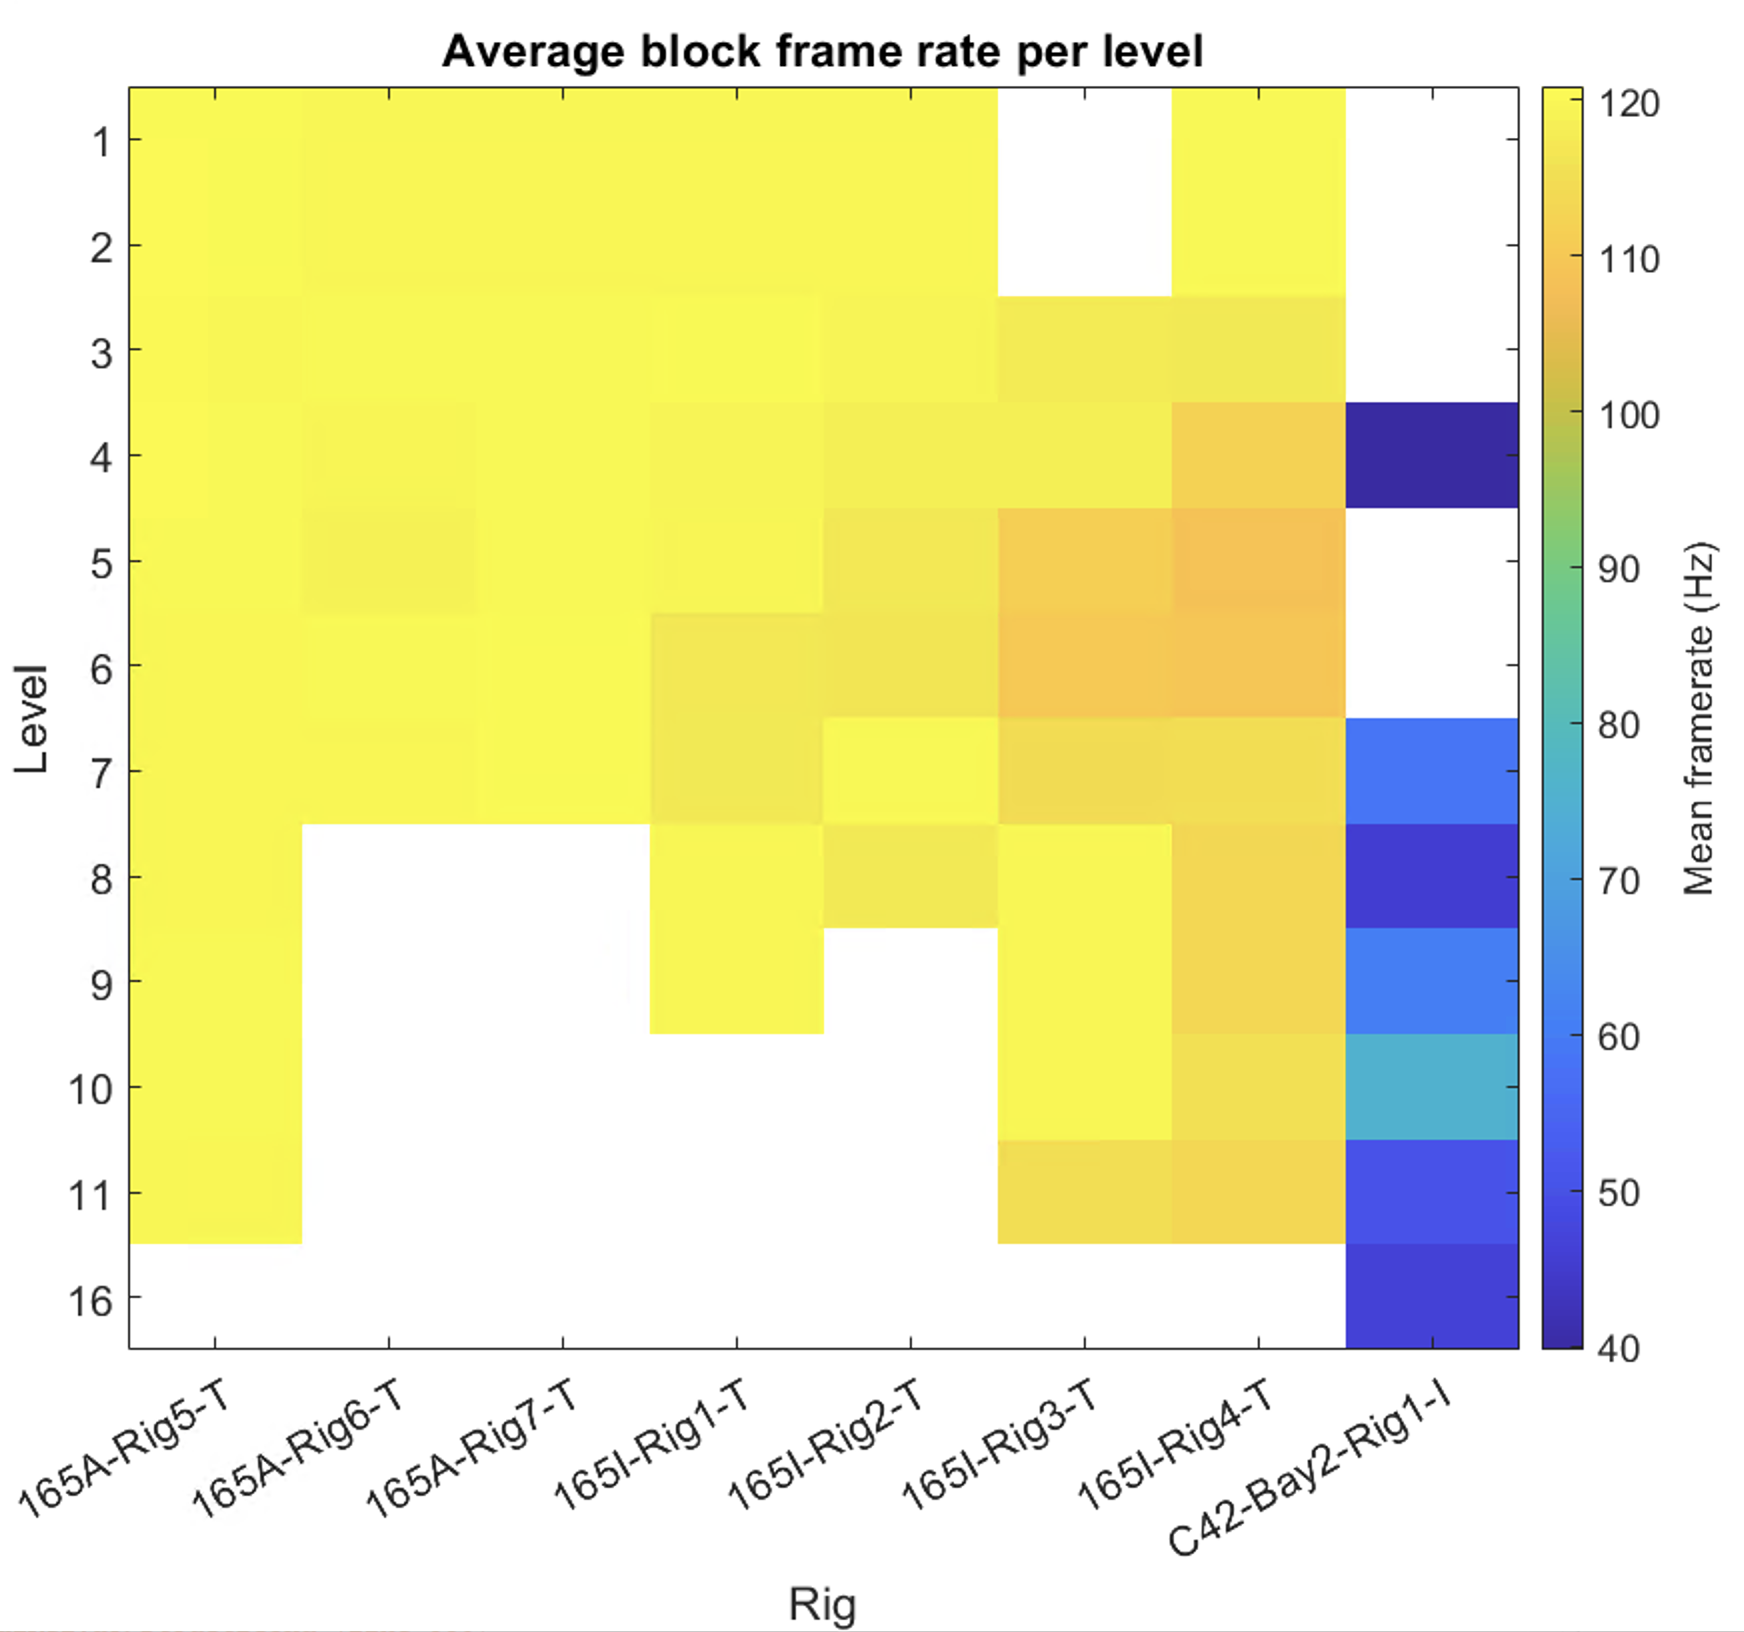 Average block frame rate per level
1
2
3
4
5
6
7
8
9
10
11
16
Level
165A-Rig5-T
165A-Rig6-T
165A-Rig7-T
165I-Rig1-T
165I-Rig2-T
165I-Rig3-T
165I-Rig4-T
C42-Bay2-Rig1-I
Rig
120
110
100
90
80
70
60
50
40
Mean framerate (Hz)